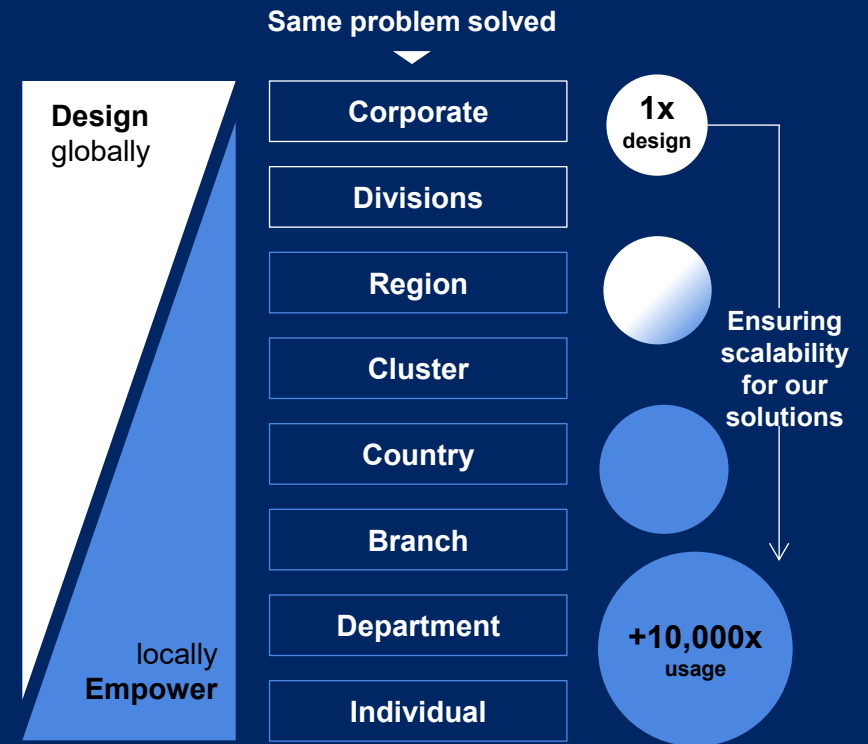 Same problem solved
Design
globally
Corporate
Divisions
Region
Cluster
Country
Branch
Department
Individual
locally
Empower
1x
design
Ensuring
scalability
for our
solutions
+10,000x
usage